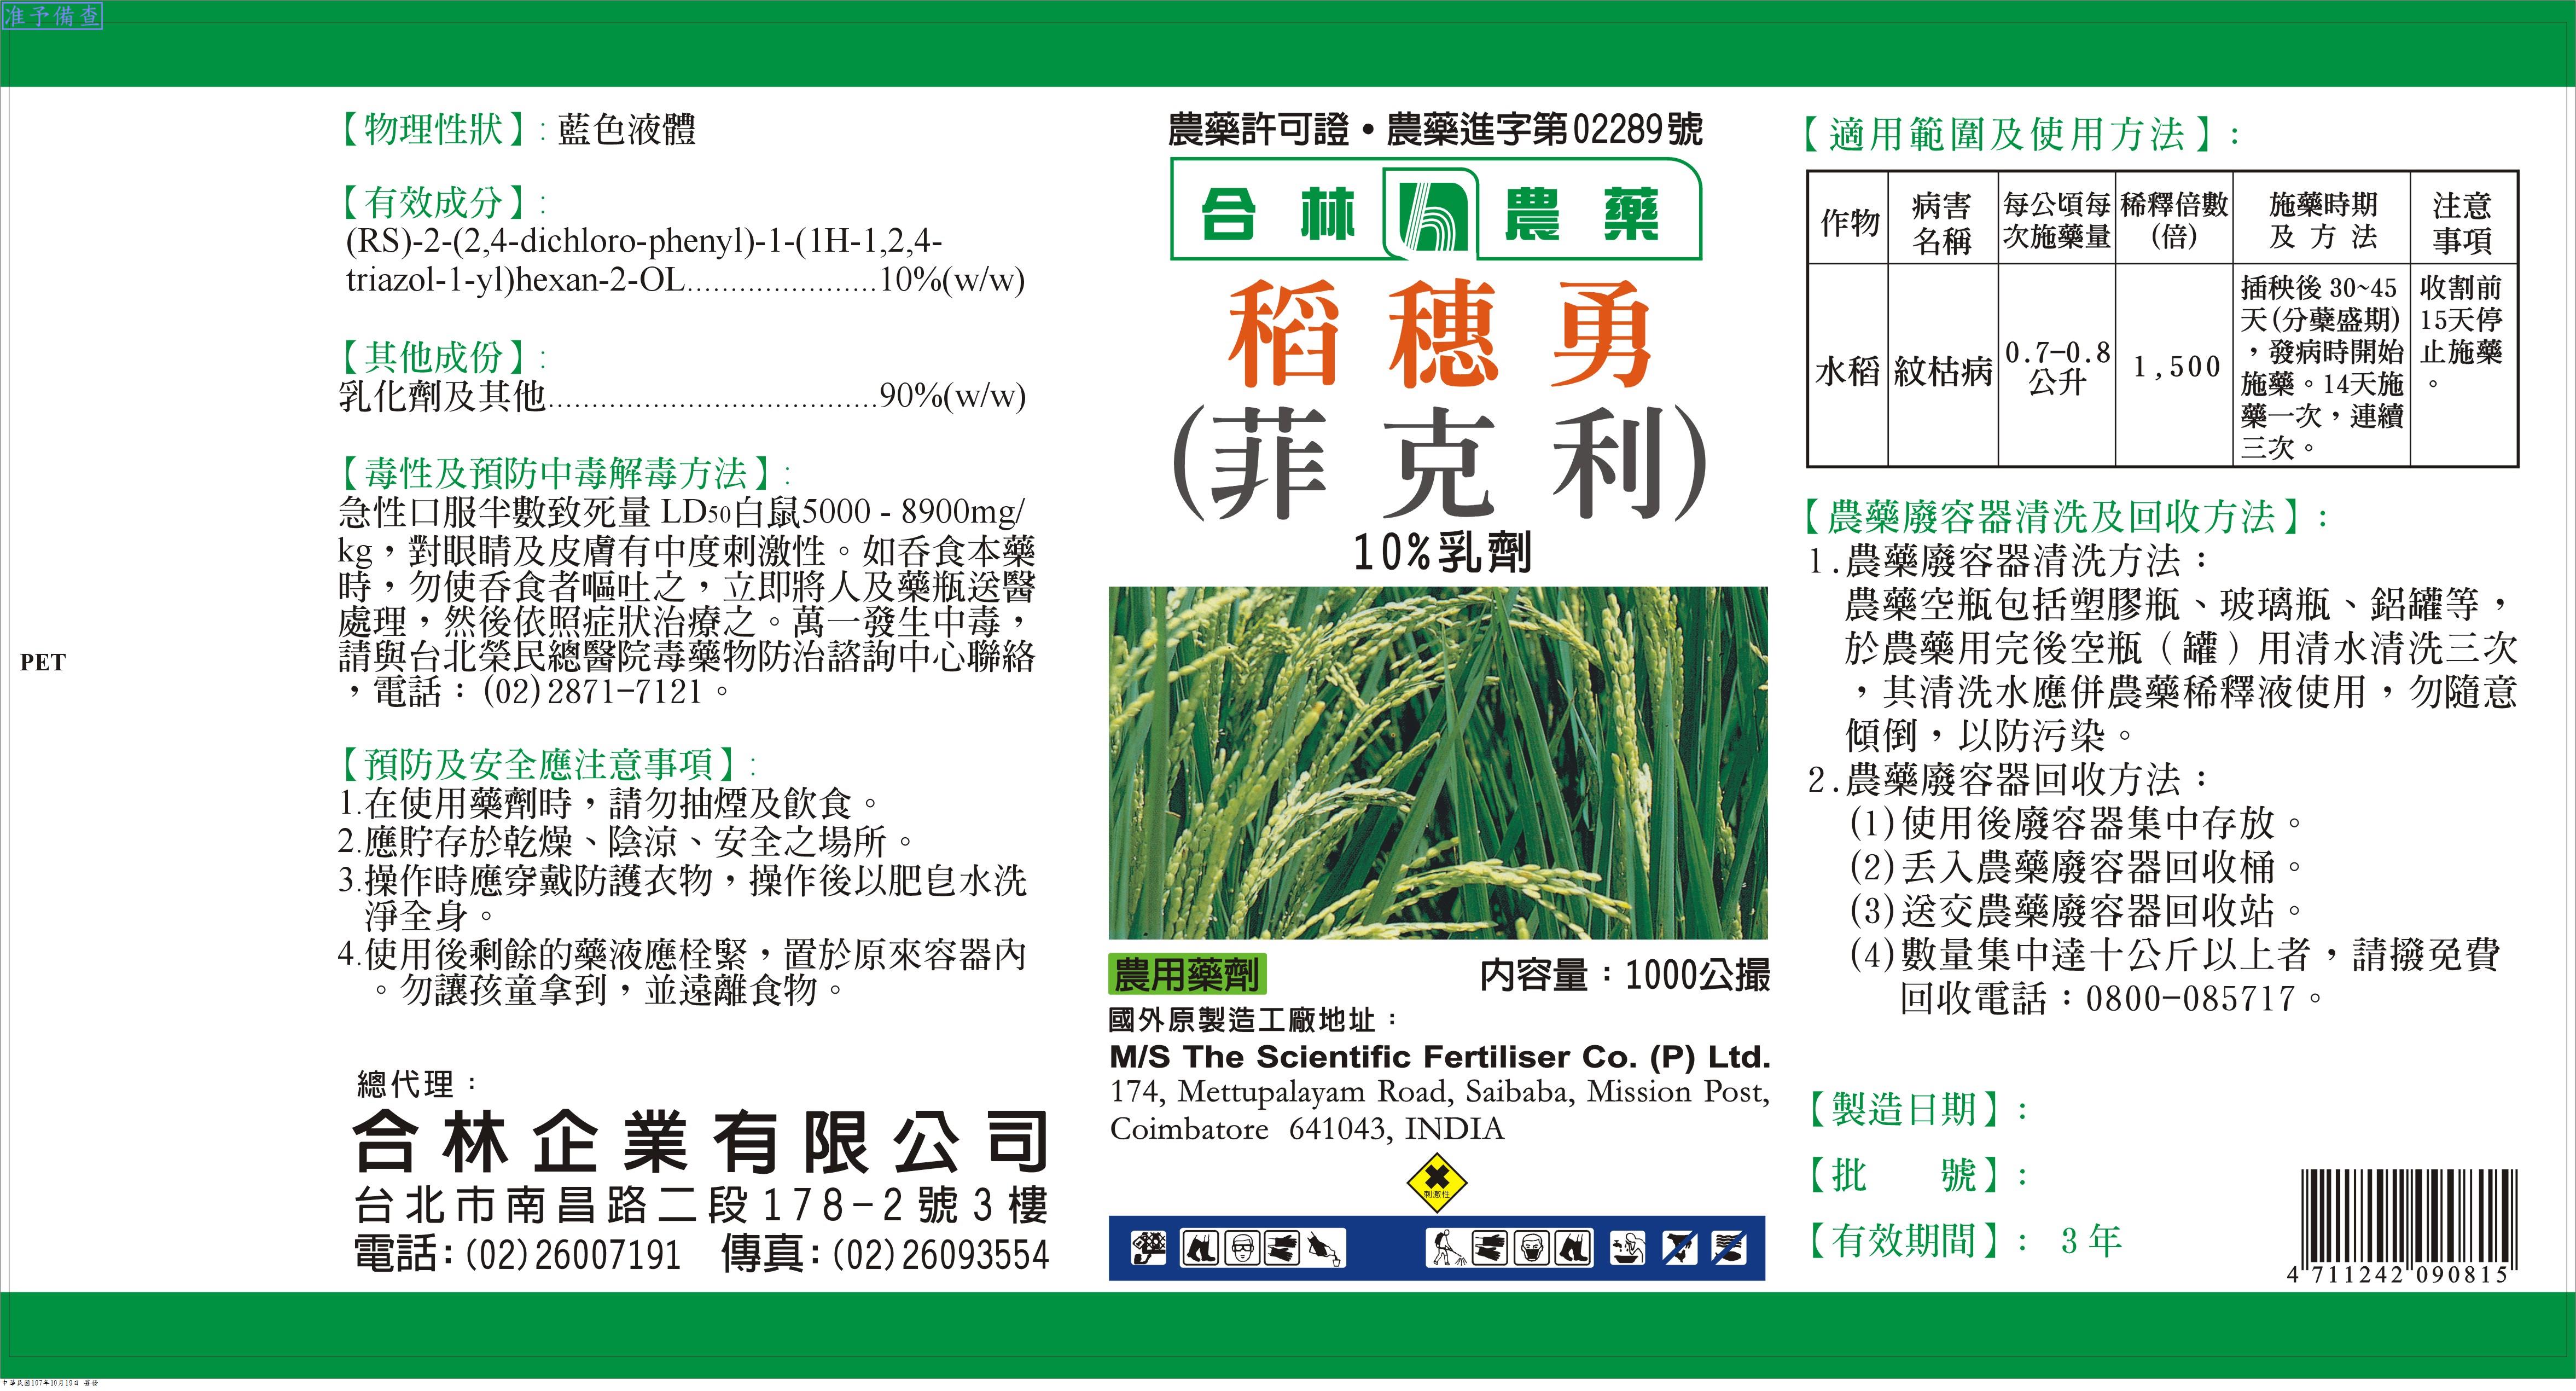 准予備查
PET
【物理性狀】: 藍色液體
【有效成分】:
(RS)-2-(2,4-dichloro-phenyl)-1-(1H-1,2,4-
triazol-1-yl)hexan-2-OL......................10%(w/w)
【其他成份】:
乳化劑及其他......................................90%(w/w)
【毒性及預防中毒解毒方法】:
急性口服半數致死量 LD50白鼠5000 - 8900mg/
kg，對眼睛及皮膚有中度刺激性。如吞食本藥
時，勿使吞食者嘔吐之，立即將人及藥瓶送醫
處理，然後依照症狀治療之。萬一發生中毒，
請與台北榮民總醫院毒藥物防治諮詢中心聯絡
，電話：(02)2871-7121。
【預防及安全應注意事項】:
1.在使用藥劑時，請勿抽煙及飲食。
2.應貯存於乾燥、陰涼、安全之場所。
3.操作時應穿戴防護衣物，操作後以肥皂水洗
淨全身。
4.使用後剩餘的藥液應栓緊，置於原來容器內
。勿讓孩童拿到，並遠離食物。
總代理：
合林企業有限公司
台北市南昌路二段178-2號3樓
電話：(02)26007191 傳真：(02)26093554
農藥許可證・農藥進字第02289號
合林農藥
稻穗勇
(菲克利)
10%乳劑
農用藥劑
內容量：1000公撮
國外原製造工廠地址：
M/S The Scientific Fertiliser Co. (P) Ltd.
174, Mettupalayam Road, Saibaba, Mission Post,
Coimbatore 641043, INDIA
刺激性
【適用範圍及使用方法】:
作物 病害名稱 每公頃每次施藥量 稀釋倍數(倍) 施藥時期及方法 注意事項
水稻 紋枯病 0.7-0.8公升 1,500
插秧後 30~45
天(分蘗盛期)
，發病時開始
施藥。14天施
藥一次，連續
三次。
收割前
15天停
止施藥
。
【農藥廢容器清洗及回收方法】:
1.農藥廢容器清洗方法：
農藥空瓶包括塑膠瓶、玻璃瓶、鋁罐等，
於農藥用完後空瓶（罐）用清水清洗三次
，其清洗水應併農藥稀釋液使用，勿隨意
傾倒，以防污染。
2.農藥廢容器回收方法：
(1)使用後廢容器集中存放。
(2)丟入農藥廢容器回收桶。
(3)送交農藥廢容器回收站。
(4)數量集中達十公斤以上者，請撥免費
回收電話：0800-085717。
【製造日期】:
【批　　號】:
【有效期間】: 3 年
4 711242 090815
中華民國107年10月19日 簽發